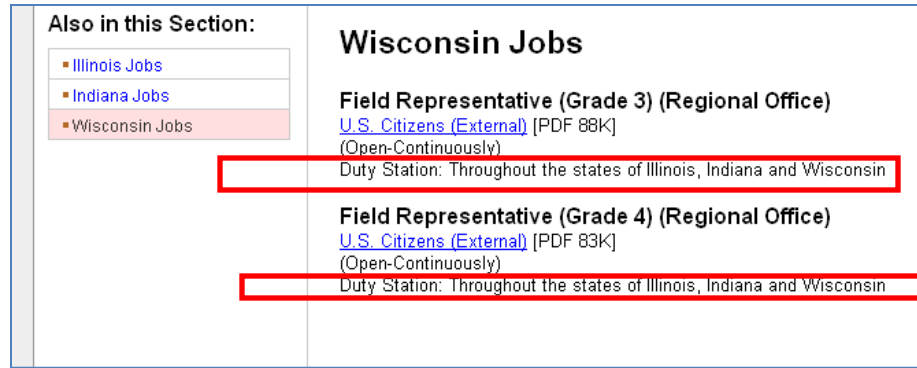 Also in this Section:
Illinois Jobs
Indiana Jobs
Wisconsin Jobs
Wisconsin Jobs
Field Representative (Grade 3) (Regional Office)
U.S. Citizens (External) [PDF 88K]
(Open-Continuously)
Duty Station: Throughout the states of Illinois, Indiana and Wisconsin
Field Representative (Grade 4) (Regional Office)
U.S. Citizens (External) [PDF 83K]
(Open-Continuously)
Duty Station: Throughout the states of Illinois, Indiana and Wisconsin